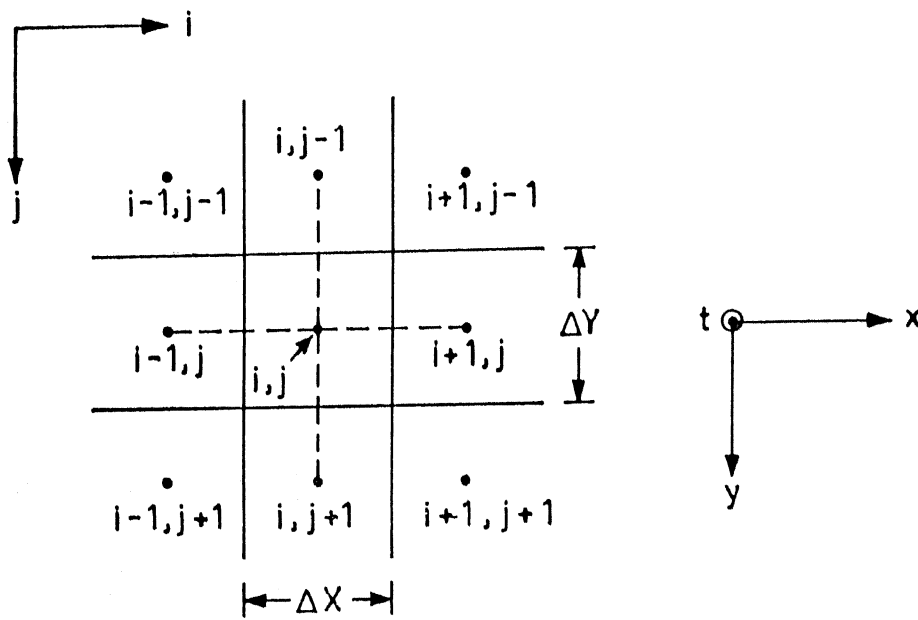 i
j
i,j-1
i-1,j-1
i+1,j-1
i-1,j
i,j
i+1,j
ΔY
t
x
y
i-1,j+1
i,j+1
i+1,j+1
ΔX